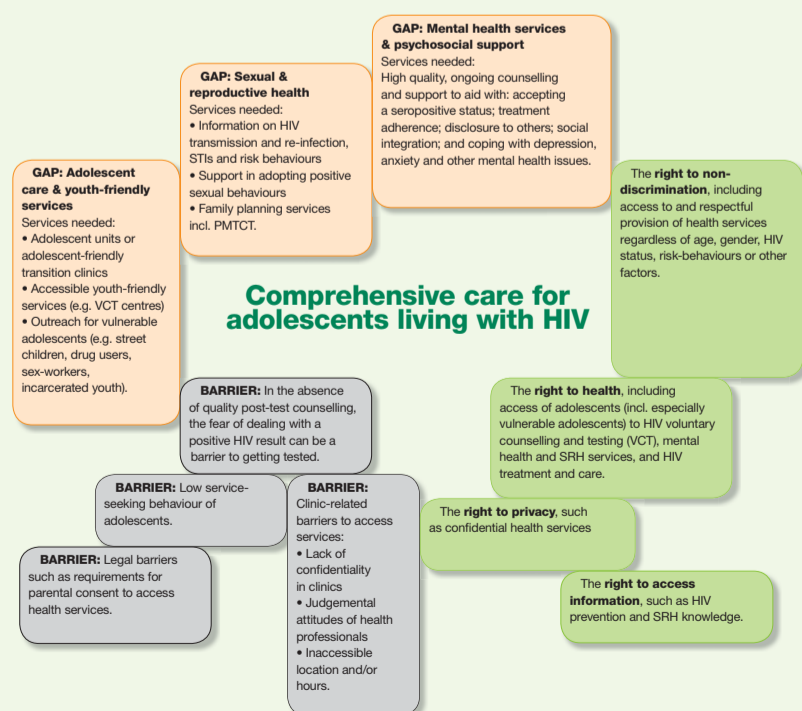 GAP: Mental health services
& psychosocial support
Services needed:
High quality, ongoing counselling
and support to aid with: accepting
a seropositive status; treatment
adherence; disclosure to others; social
integration; and coping with depression,
anxiety and other mental health issues.
GAP: Sexual &
reproductive health
Services needed:
• Information on HIV
transmission and re-infection,
STIs and risk behaviours
• Support in adopting positive
sexual behaviours
• Family planning services
incl. PMTCT.
GAP: Adolescent
care & youth-friendly
services
Services needed:
• Adolescent units or
adolescent-friendly
transition clinics
• Accessible youth-friendly
services (e.g. VCT centres)
• Outreach for vulnerable
adolescents (e.g. street
children, drug users,
sex-workers,
incarcerated youth).
The right to non-
discrimination, including
access to and respectful
provision of health services
regardless of age, gender, HIV
status, risk-behaviours or other
factors.
Comprehensive care for
adolescents living with HIV
BARRIER: In the absence
of quality post-test counselling,
the fear of dealing with a
positive HIV result can be a
barrier to getting tested.
The right to health, including
access of adolescents (incl. especially
vulnerable adolescents) to HIV voluntary
counselling and testing (VCT), mental
health and SRH services, and HIV
treatment and care.
BARRIER: Low service-
seeking behaviour of
adolescents.
BARRIER:
Clinic-related
barriers to access
services:
• Lack of
confidentiality
in clinics
• Judgemental
attitudes of health
professionals
• Inaccessible
location and/or
hours.
The right to privacy, such
as confidential health services
BARRIER: Legal barriers
such as requirements for
parental consent to access
health services.
The right to access
information, such as HIV
prevention and SRH knowledge.